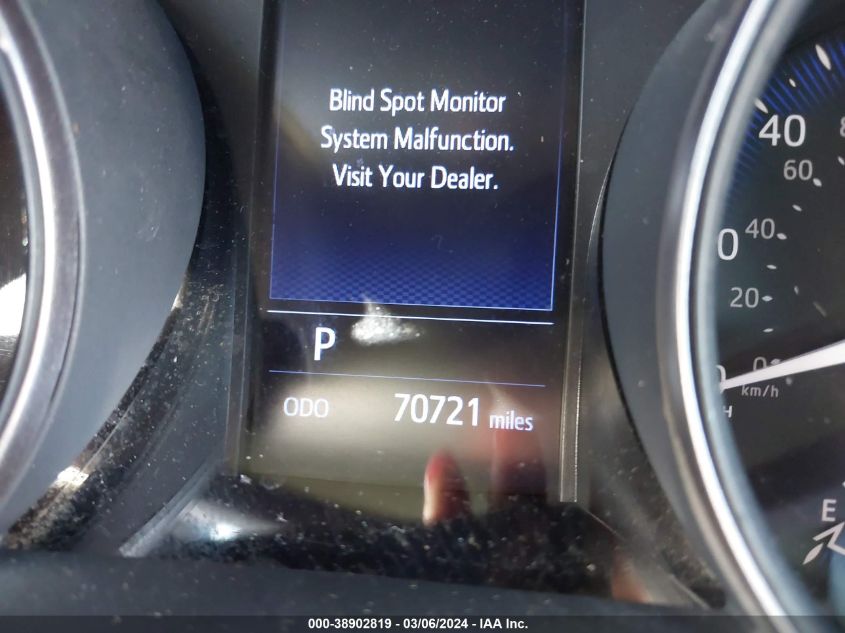 Blind Spot Monitor
System Malfunction.
Visit Your Dealer.
P
ODO 70721 miles
40 60
40
20
0
km/h
H
E
000-38902819 - 03/06/2024 - IAA Inc.